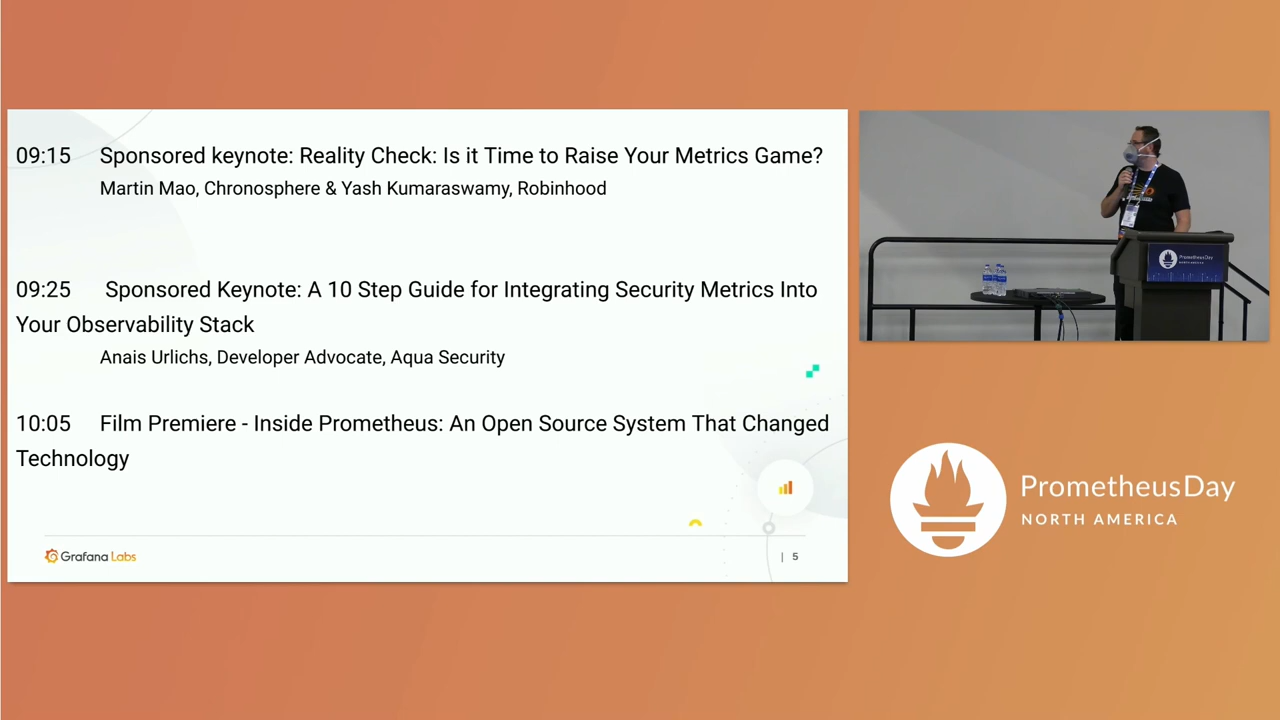 09:15 Sponsored keynote: Reality Check: Is it Time to Raise Your Metrics Game?
Martin Mao, Chronosphere & Yash Kumaraswamy, Robinhood
09:25 Sponsored Keynote: A 10 Step Guide for Integrating Security Metrics Into
Your Observability Stack
Anais Urlichs, Developer Advocate, Aqua Security
10:05 Film Premiere - Inside Prometheus: An Open Source System That Changed
Technology
Grafana Labs
| 5
PrometheusDay
NORTH AMERICA
PrometheusDay
NORTH AMERICA